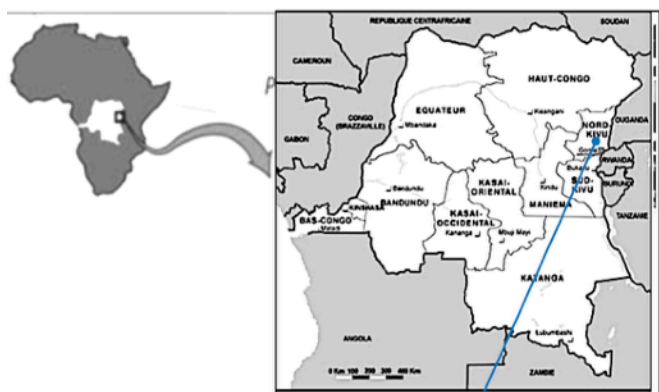 REPUBLIQUE CENTRAFRICAINE
SOUDAN
CAMEROUN
HAUT-CONGO
EQUATEUR
CONGO
(BRAZZAVILLE)
Kisangani
OUGANDA
GABON
Mbandaka
NORD-
KIVU
Goma
RWANDA
Bukavu
BURUNDI
SUD-
KIVU
KASAI-
ORIENTAL
Kindu
Bandundu
BANDUNDU
MANIEMA
KINSHASA
BAS-CONGO
Matadi
KASAI-
OCCIDENTAL
Kananga
TANZANIE
KATANGA
ANGOLA
Lubumbashi
0 Km 100 200 300 400 Km
ZAMBIE